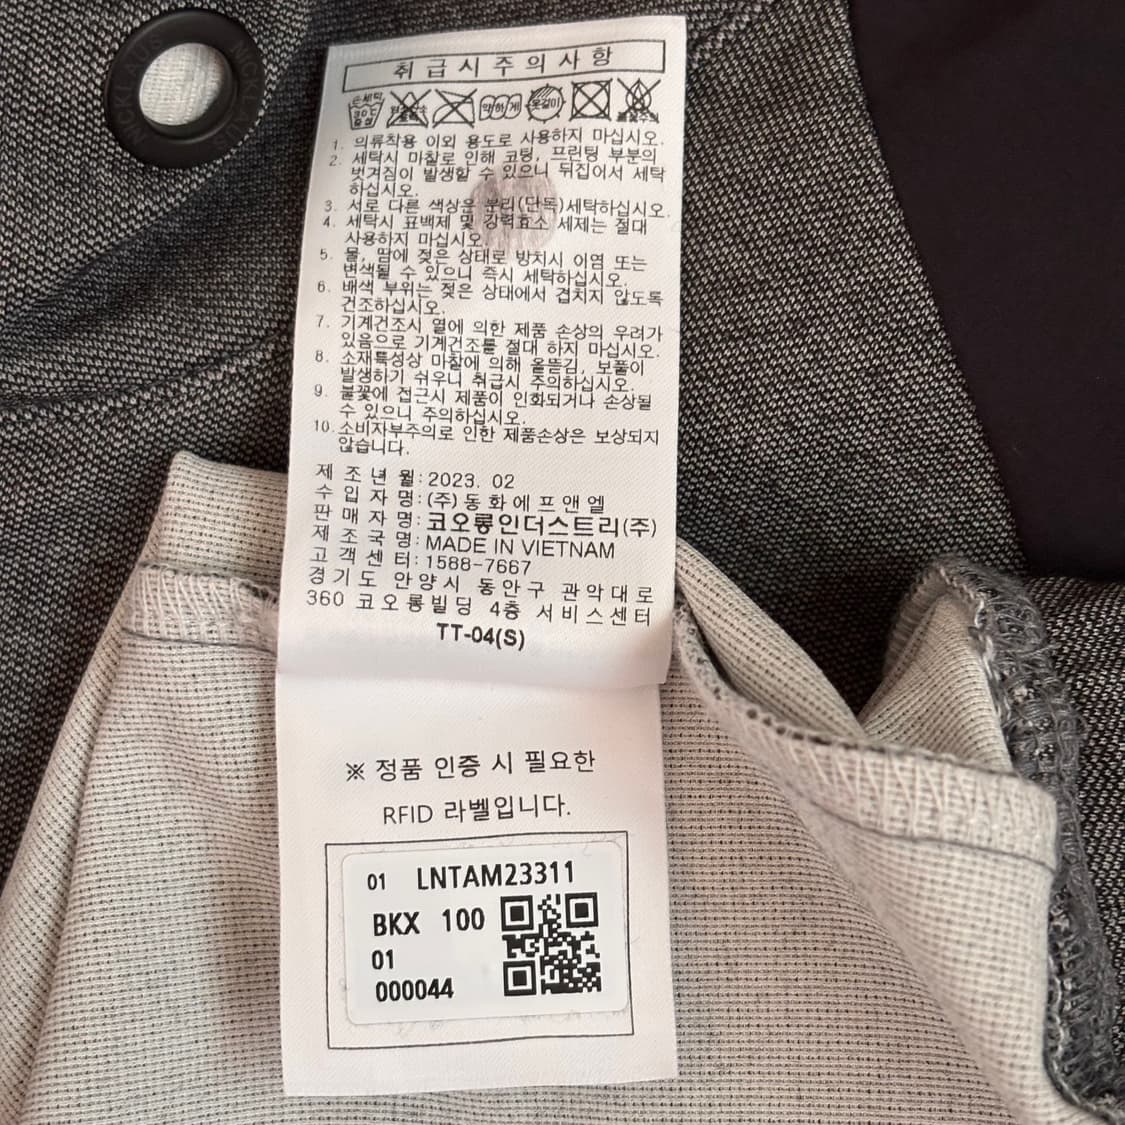 NICKLAUS NICKLAUS
취급시주의사항
손세탁 30℃ 중성
약하게
옷걸이
1. 의류착용 이외 용도로 사용하지 마십시오.
2. 세탁시 마찰로 인해 코팅, 프린팅 부분의
벗겨짐이 발생할 수 있으니 뒤집어서 세탁
하십시오.
3. 서로 다른 색상은 분리(단독)세탁하십시오.
4. 세탁시 표백제 및 강력효소 세제는 절대
사용하지 마십시오.
5. 물, 땀에 젖은 상태로 방치시 이염 또는
변색될 수 있으니 즉시 세탁하십시오.
6. 배색 부위는 젖은 상태에서 겹치지 않도록
건조하십시오.
7. 기계건조시 열에 의한 제품 손상의 우려가
있음으로 기계건조를 절대 하지 마십시오.
8. 소재특성상 마찰에 의해 올뜯김, 보풀이
발생하기 쉬우니 취급시 주의하십시오.
9. 불꽃에 접근시 제품이 인화되거나 손상될
수 있으니 주의하십시오.
10. 소비자부주의로 인한 제품손상은 보상되지
않습니다.
제조년월: 2023. 02
수입자명: (주)동화에프앤엘
판매자명: 코오롱인더스트리(주)
제조국명: MADE IN VIETNAM
고객센터: 1588-7667
경기도 안양시 동안구 관악대로
360 코오롱빌딩 4층 서비스센터
TT-04(S)
※ 정품 인증 시 필요한
RFID 라벨입니다.
01 LNTAM23311
BKX 100
01
000044